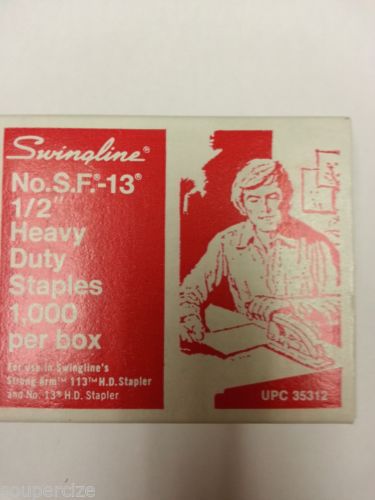 Swingline®
No.S.F.®-13®
1/2"
Heavy
Duty
Staples
1,000
per box
For use in Swingline's
Strong Arm™ 113™ H.D. Stapler
and No. 13® H.D. Stapler
UPC 35312
soupercize